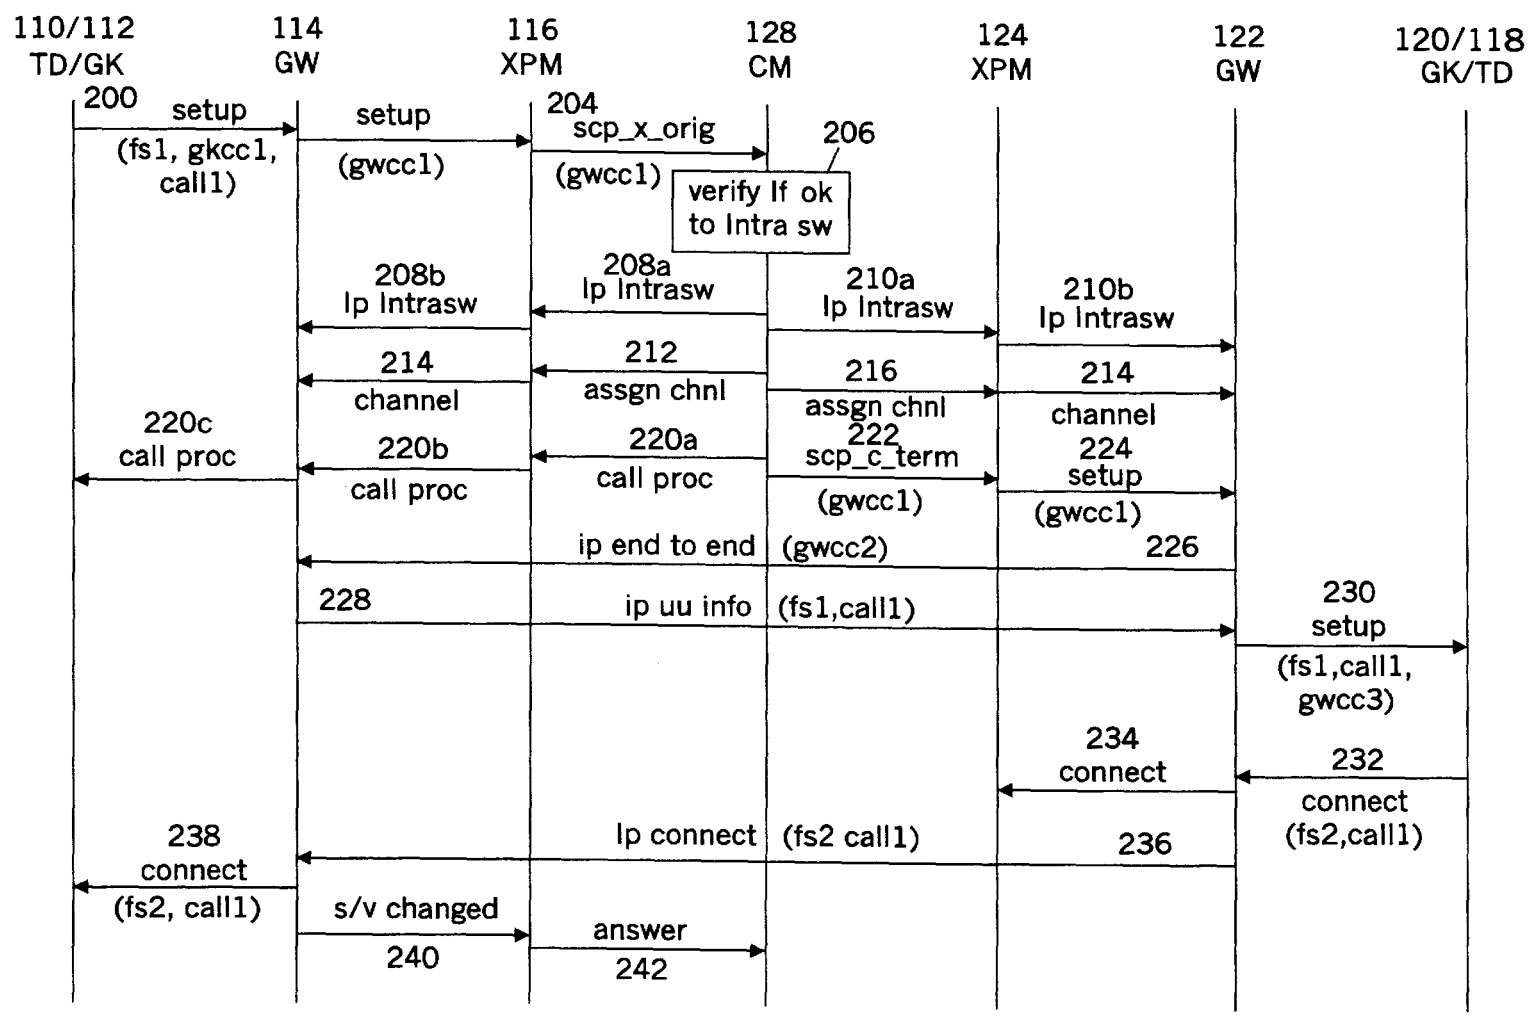 110/112 114 116 128 124 122 120/118
TD/GK GW XPM CM XPM GW GK/TD
200 setup
(fs1, gkcc1,
call1)
setup
(gwcc1)
204
scp_x_orig
(gwcc1)
206
verify If ok
to Intra sw
208b
Ip Intrasw
208a
Ip Intrasw
210a
Ip Intrasw
210b
Ip Intrasw
214
channel
212
assgn chnl
216
assgn chnl
214
channel
220c
call proc
220b
call proc
220a
call proc
222
scp_c_term
(gwcc1)
224
setup
(gwcc1)
ip end to end (gwcc2) 226
228 ip uu info (fs1,call1)
230
setup
(fs1,call1,
gwcc3)
232
connect
(fs2,call1)
234
connect
Ip connect (fs2 call1) 236
238
connect
(fs2, call1)
s/v changed
240
answer
242